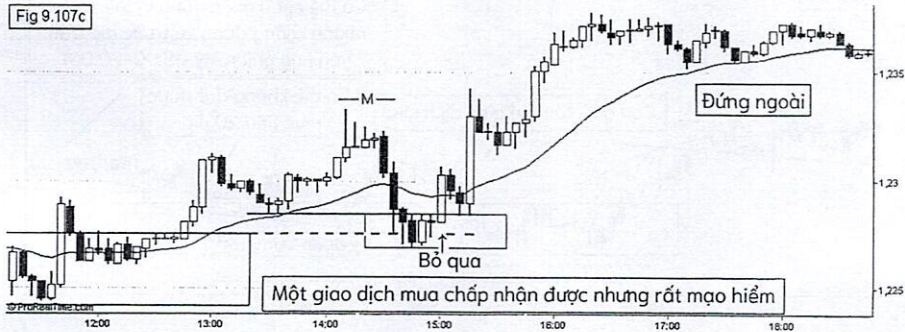 Fig 9.107c
M
1,235
Đứng ngoài
1,23
Bỏ qua
Một giao dịch mua chấp nhận được nhưng rất mạo hiểm
1,225
© ProRealTime.com
12:00 13:00 14:00 15:00 16:00 17:00 18:00